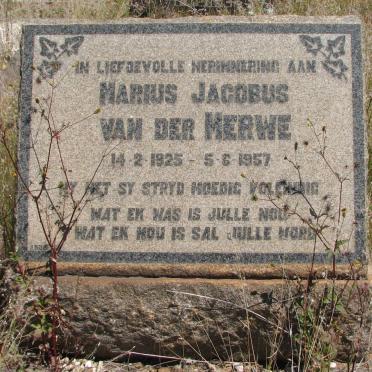 IN LIEFDEVOLLE HERINNERING AAN
MARIUS JACOBUS
VAN DER MERWE
14-2-1925 - 5-6-1957
HY HET SY STRYD MOEDIG VOLBRING
WAT EK WAS IS JULLE NOU
WAT EK NOU IS SAL JULLE WORD